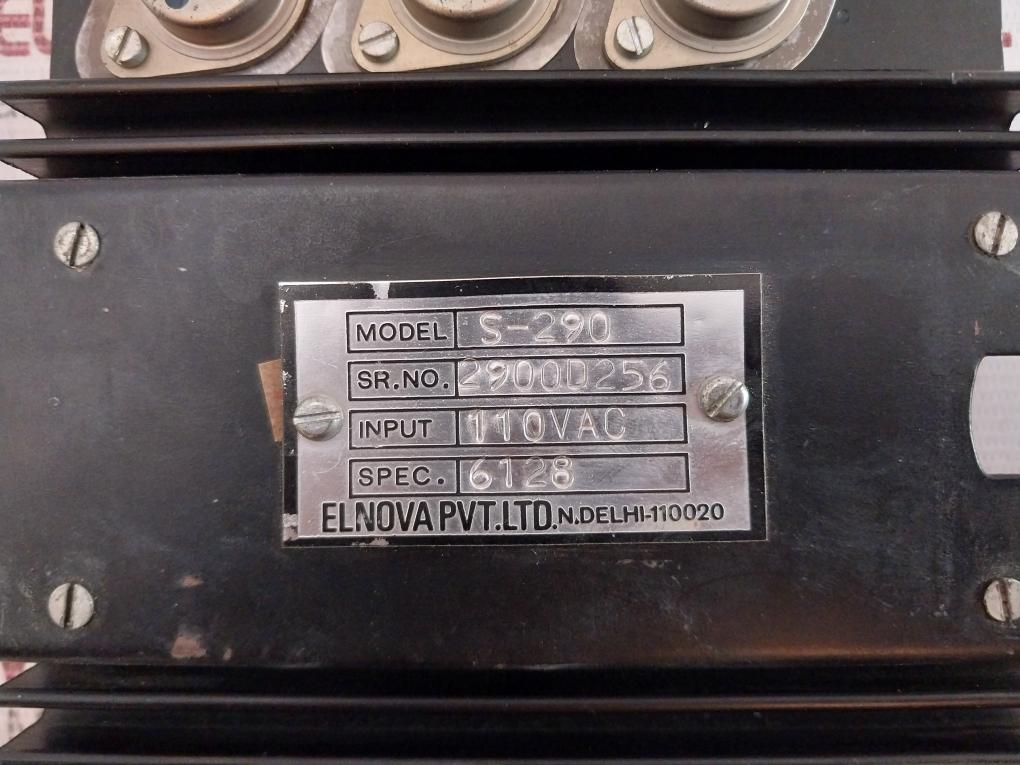 MODEL S-290
SR.NO. 2900D256
INPUT 110VAC
SPEC. 6128
ELNOVA PVT.LTD. N.DELHI-110020